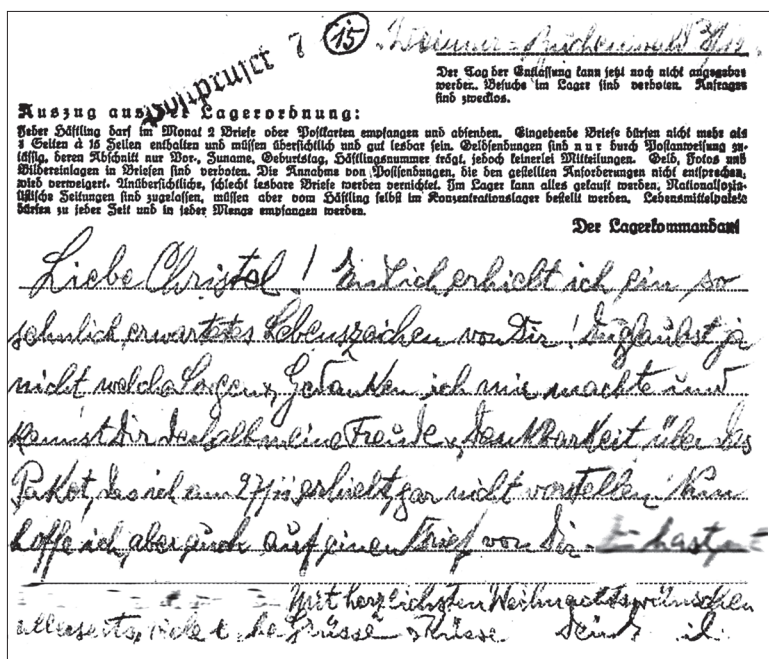 Postprüfer 7 15 Weimar-Buchenwald
Der Tag der Entlassung kann jetzt noch nicht angegeben
werden. Besuche im Lager sind verboten. Anfragen
sind zwecklos.
Auszug aus der Lagerordnung:
Jeder Häftling darf im Monat 2 Briefe oder Postkarten empfangen und absenden. Eingehende Briefe dürfen nicht mehr als
4 Seiten à 15 Zeilen enthalten und müssen übersichtlich und gut lesbar sein. Geldsendungen sind nur durch Postanweisung zu-
lässig, deren Abschnitt nur Vor-, Zuname, Geburtstag, Häftlingsnummer trägt, jedoch keinerlei Mitteilungen. Geld, Fotos und
Bildereinlagen in Briefen sind verboten. Die Annahme von Postsendungen, die den gestellten Anforderungen nicht entsprechen,
wird verweigert. Unübersichtliche, schlecht lesbare Briefe werden vernichtet. Im Lager kann alles gekauft werden. Nationalsozia-
listische Zeitungen sind zugelassen, müssen aber vom Häftling selbst im Konzentrationslager bestellt werden. Lebensmittelpakete
dürfen zu jeder Zeit und in jeder Menge empfangen werden.
Der Lagerkommandant
Liebe Christel! Endlich erhielt ich ein so
sehnlich erwartetes Lebenszeichen von Dir! Du glaubst ja
nicht welche Sorgen u. Gedanken ich mir machte und
kannst Dir deshalb meine Freude u. Dankbarkeit über das
Paket, das ich am 27/11 erhielt, gar nicht vorstellen. Nun
hoffe ich aber auch auf einen Brief von Dir. hast
Mit herzlichsten Weihnachtswünschen
allerseits, viele Grüsse u. Küsse